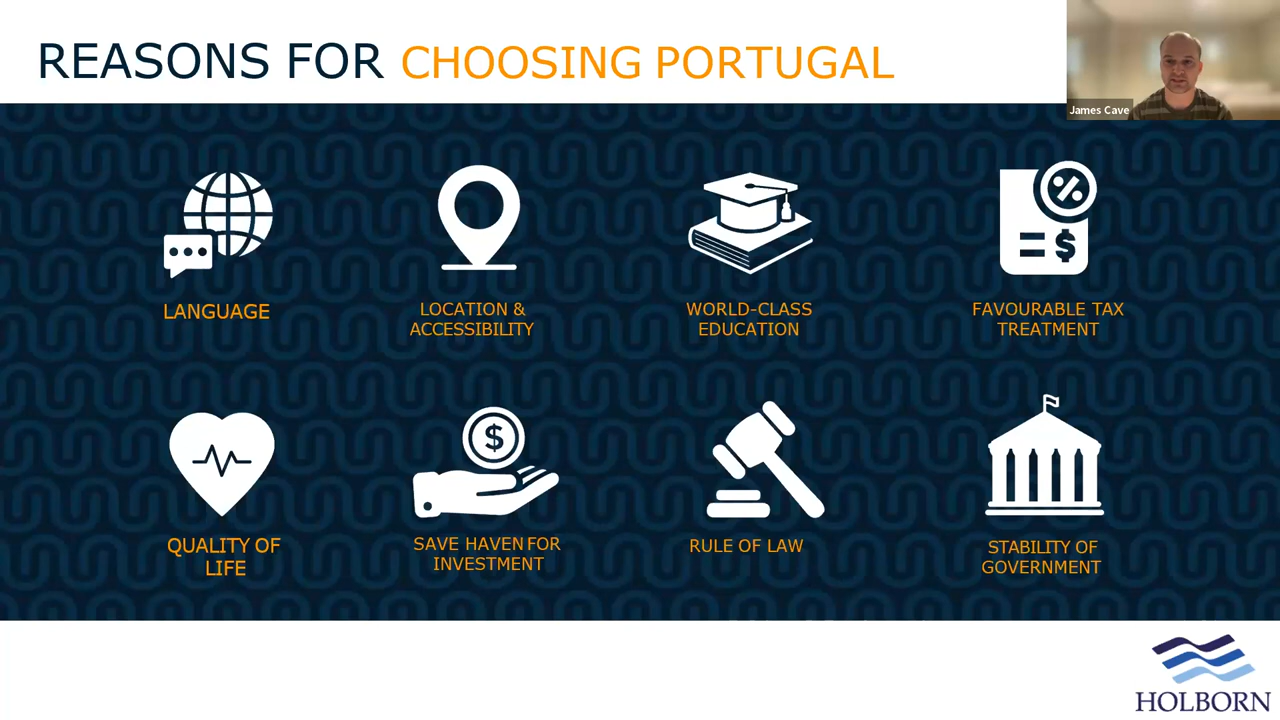 REASONS FOR CHOOSING PORTUGAL
James Cave
LANGUAGE
LOCATION &
ACCESSIBILITY
WORLD-CLASS
EDUCATION
%
$
FAVOURABLE TAX
TREATMENT
QUALITY OF
LIFE
$
SAVE HAVEN FOR
INVESTMENT
RULE OF LAW
STABILITY OF
GOVERNMENT
HOLBORN